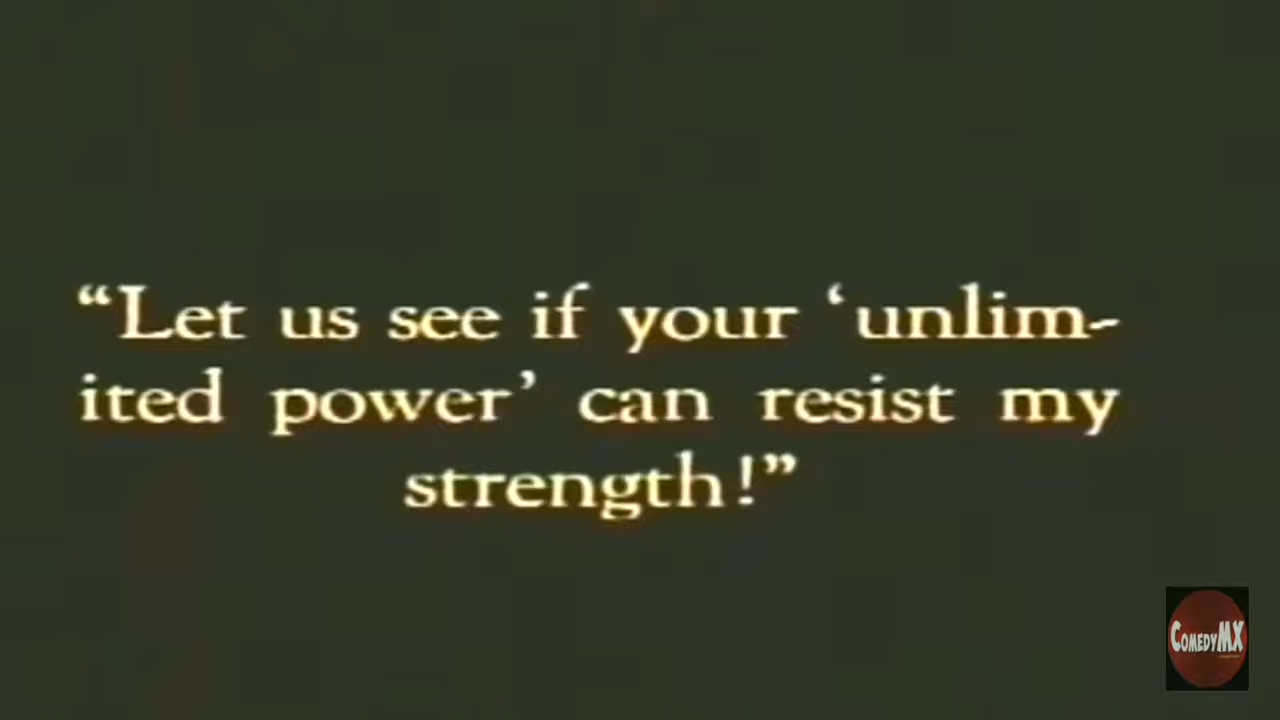 “Let us see if your ‘unlim-
ited power’ can resist my
strength!”
COMEDYMX